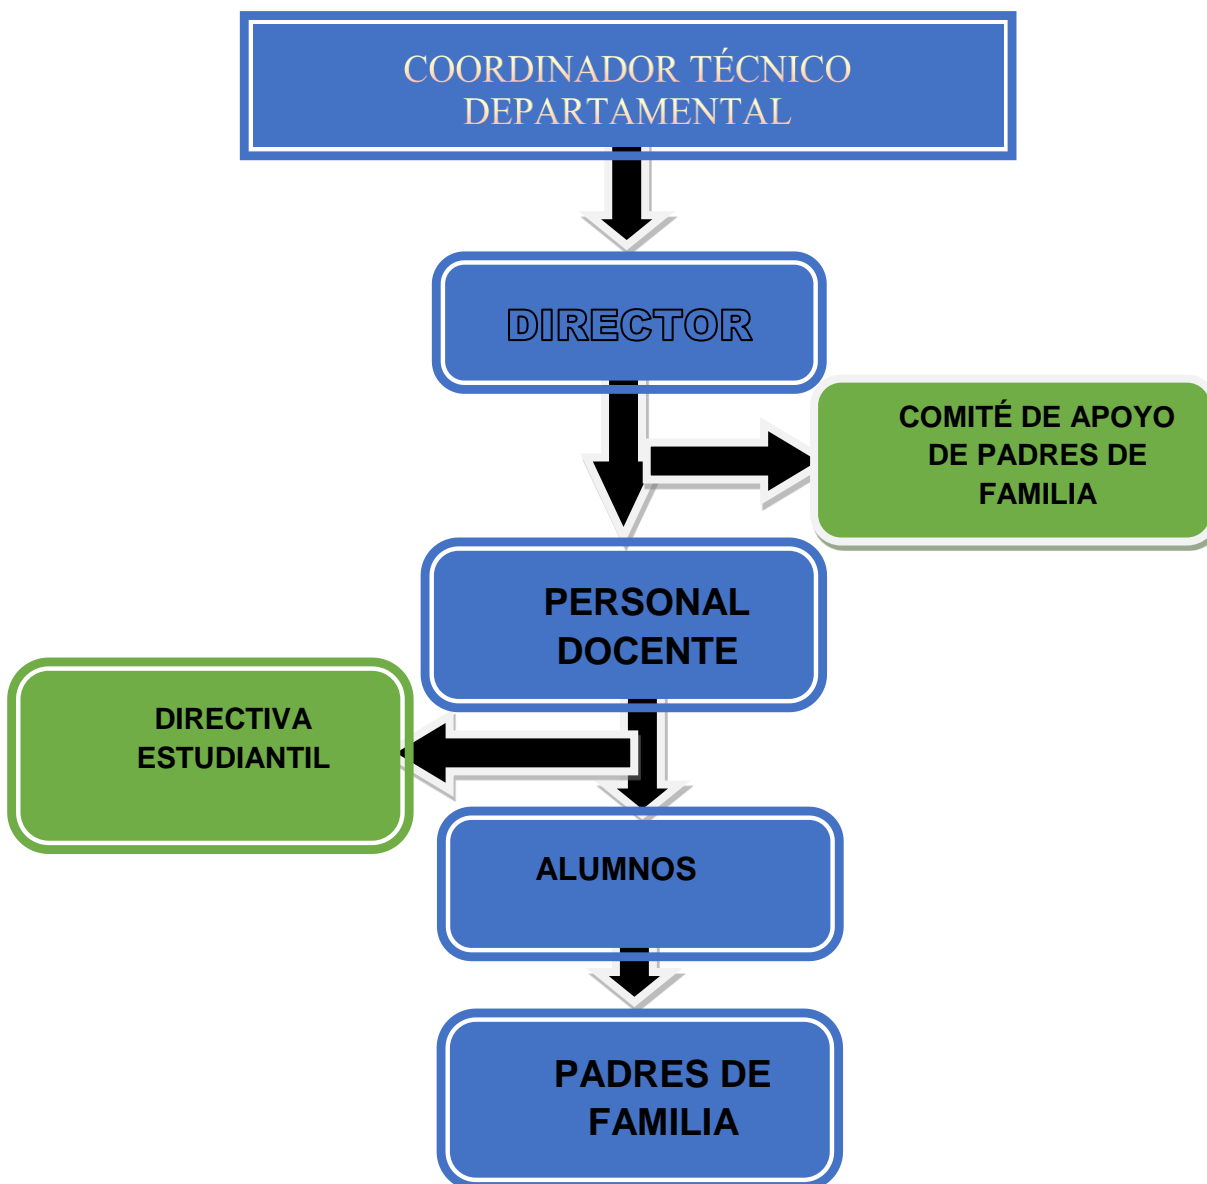 COORDINADOR TÉCNICO
DEPARTAMENTAL
DIRECTOR
COMITÉ DE APOYO
DE PADRES DE
FAMILIA
PERSONAL
DOCENTE
DIRECTIVA
ESTUDIANTIL
ALUMNOS
PADRES DE
FAMILIA